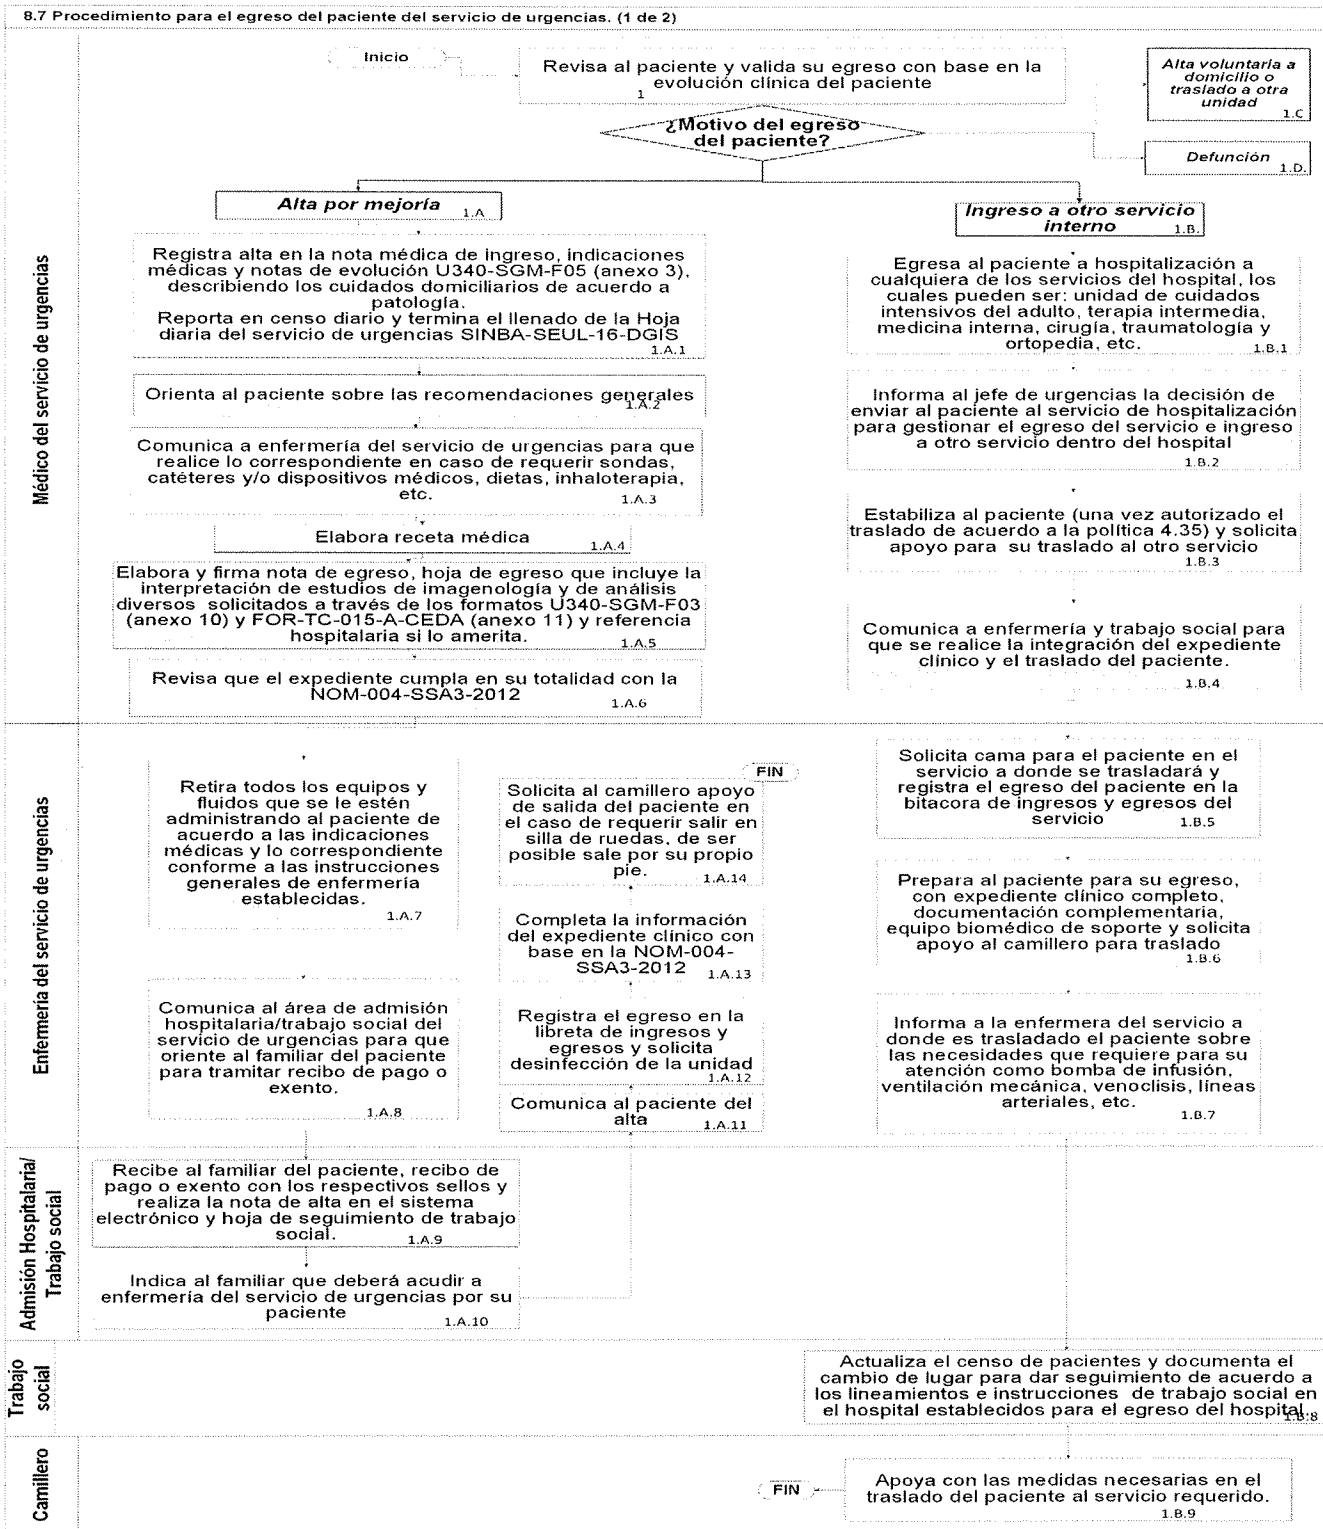 8.7 Procedimiento para el egreso del paciente del servicio de urgencias. (1 de 2)
Médico del servicio de urgencias
Inicio
Revisa al paciente y valida su egreso con base en la
evolución clínica del paciente
1
¿Motivo del egreso
del paciente?
Alta voluntaria a
domicilio o
traslado a otra
unidad
1.C
Defunción
1.D.
Alta por mejoría
1.A
Registra alta en la nota médica de ingreso, indicaciones
médicas y notas de evolución U340-SGM-F05 (anexo 3),
describiendo los cuidados domiciliarios de acuerdo a
patología.
Reporta en censo diario y termina el llenado de la Hoja
diaria del servicio de urgencias SINBA-SEUL-16-DGIS
1.A.1
Orienta al paciente sobre las recomendaciones generales
1.A.2
Comunica a enfermería del servicio de urgencias para que
realice lo correspondiente en caso de requerir sondas,
catéteres y/o dispositivos médicos, dietas, inhaloterapia,
etc.
1.A.3
Elabora receta médica
1.A.4
Elabora y firma nota de egreso, hoja de egreso que incluye la
interpretación de estudios de imagenología y de análisis
diversos solicitados a través de los formatos U340-SGM-F03
(anexo 10) y FOR-TC-015-A-CEDA (anexo 11) y referencia
hospitalaria si lo amerita.
1.A.5
Revisa que el expediente cumpla en su totalidad con la
NOM-004-SSA3-2012
1.A.6
Ingreso a otro servicio
interno
1.B.
Egresa al paciente a hospitalización a
cualquiera de los servicios del hospital, los
cuales pueden ser: unidad de cuidados
intensivos del adulto, terapia intermedia,
medicina interna, cirugía, traumatología y
ortopedia, etc.
1.B.1
Informa al jefe de urgencias la decisión de
enviar al paciente al servicio de hospitalización
para gestionar el egreso del servicio e ingreso
a otro servicio dentro del hospital
1.B.2
Estabiliza al paciente (una vez autorizado el
traslado de acuerdo a la política 4.35) y solicita
apoyo para su traslado al otro servicio
1.B.3
Comunica a enfermería y trabajo social para
que se realice la integración del expediente
clínico y el traslado del paciente.
1.B.4
Enfermería del servicio de urgencias
Retira todos los equipos y
fluidos que se le estén
administrando al paciente de
acuerdo a las indicaciones
médicas y lo correspondiente
conforme a las instrucciones
generales de enfermería
establecidas.
1.A.7
Comunica al área de admisión
hospitalaria/trabajo social del
servicio de urgencias para que
oriente al familiar del paciente
para tramitar recibo de pago o
exento.
1.A.8
FIN
Solicita al camillero apoyo
de salida del paciente en
el caso de requerir salir en
silla de ruedas, de ser
posible sale por su propio
pie.
1.A.14
Completa la información
del expediente clínico con
base en la NOM-004-
SSA3-2012
1.A.13
Registra el egreso en la
libreta de ingresos y
egresos y solicita
desinfección de la unidad
1.A.12
Comunica al paciente del
alta
1.A.11
Solicita cama para el paciente en el
servicio a donde se trasladará y
registra el egreso del paciente en la
bitacora de ingresos y egresos del
servicio
1.B.5
Prepara al paciente para su egreso,
con expediente clínico completo,
documentación complementaria,
equipo biomédico de soporte y solicita
apoyo al camillero para traslado
1.B.6
Informa a la enfermera del servicio a
donde es trasladado el paciente sobre
las necesidades que requiere para su
atención como bomba de infusión,
ventilación mecánica, venoclisis, líneas
arteriales, etc.
1.B.7
Admisión Hospitalaria/
Trabajo social
Recibe al familiar del paciente, recibo de
pago o exento con los respectivos sellos y
realiza la nota de alta en el sistema
electrónico y hoja de seguimiento de trabajo
social.
1.A.9
Indica al familiar que deberá acudir a
enfermería del servicio de urgencias por su
paciente
1.A.10
Trabajo
social
Actualiza el censo de pacientes y documenta el
cambio de lugar para dar seguimiento de acuerdo a
los lineamientos e instrucciones de trabajo social en
el hospital establecidos para el egreso del hospital.
1.B.8
Camillero
FIN
Apoya con las medidas necesarias en el
traslado del paciente al servicio requerido.
1.B.9